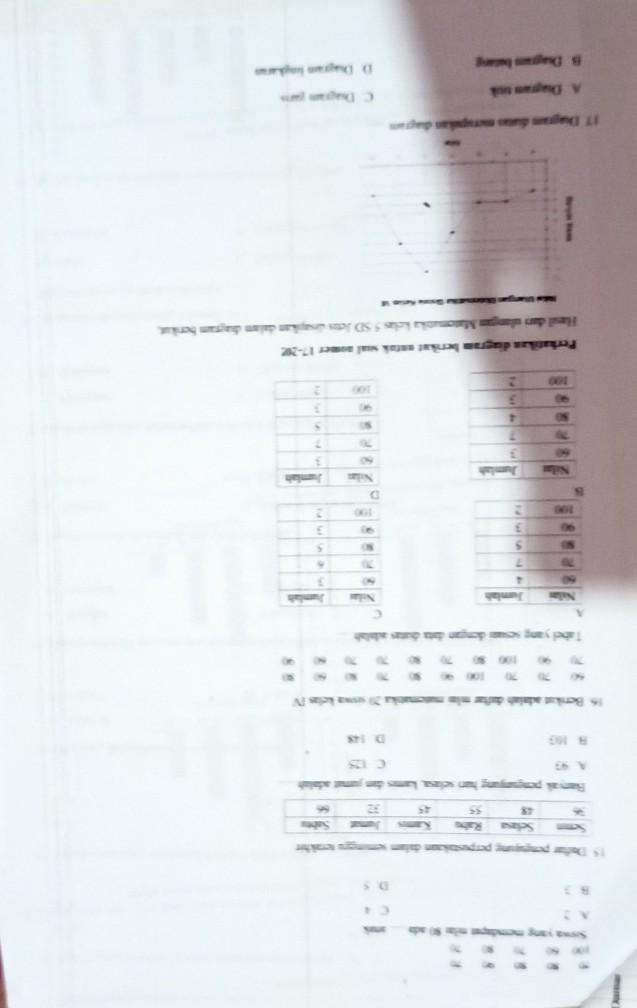 80 80 90 70
100 60 70 80 70
Siswa yang mendapat nilai 80 ada ... anak
A. 2 C. 4
B. 3 D. 5
15. Daftar pengunjung perpustakaan dalam seminggu terakhir
Senin Selasa Rabu Kamis Jumat Sabtu
36 48 55 45 32 66
Banyak pengunjung hari selasa, kamis dan jumat adalah
A. 93 C. 125
B. 103 D. 148
16. Berikut adalah daftar nilai matematika 20 siswa kelas IV
60 70 70 100 90 80 70 80 60 80
70 90 100 80 70 80 70 70 60 90
Tabel yang sesuai dengan data diatas adalah ...
A. C.
Nilai Jumlah Nilai Jumlah
60 4 60 3
70 7 70 6
80 5 80 5
90 3 90 3
100 2 100 2
B. D.
Nilai Jumlah Nilai Jumlah
60 3 60 3
70 7 70 7
80 4 80 5
90 3 90 3
100 2 100 2
Perhatikan diagram berikut untuk soal nomer 17-20!
Hasil dari ulangan Matematika kelas 5 SD Jetis disajikan dalam diagram berikut.
Nilai Ulangan Matematika Siswa Kelas
17. Diagram diatas merupakan diagram
A. Diagram titik C. Diagram garis
B. Diagram batang D. Diagram lingkaran